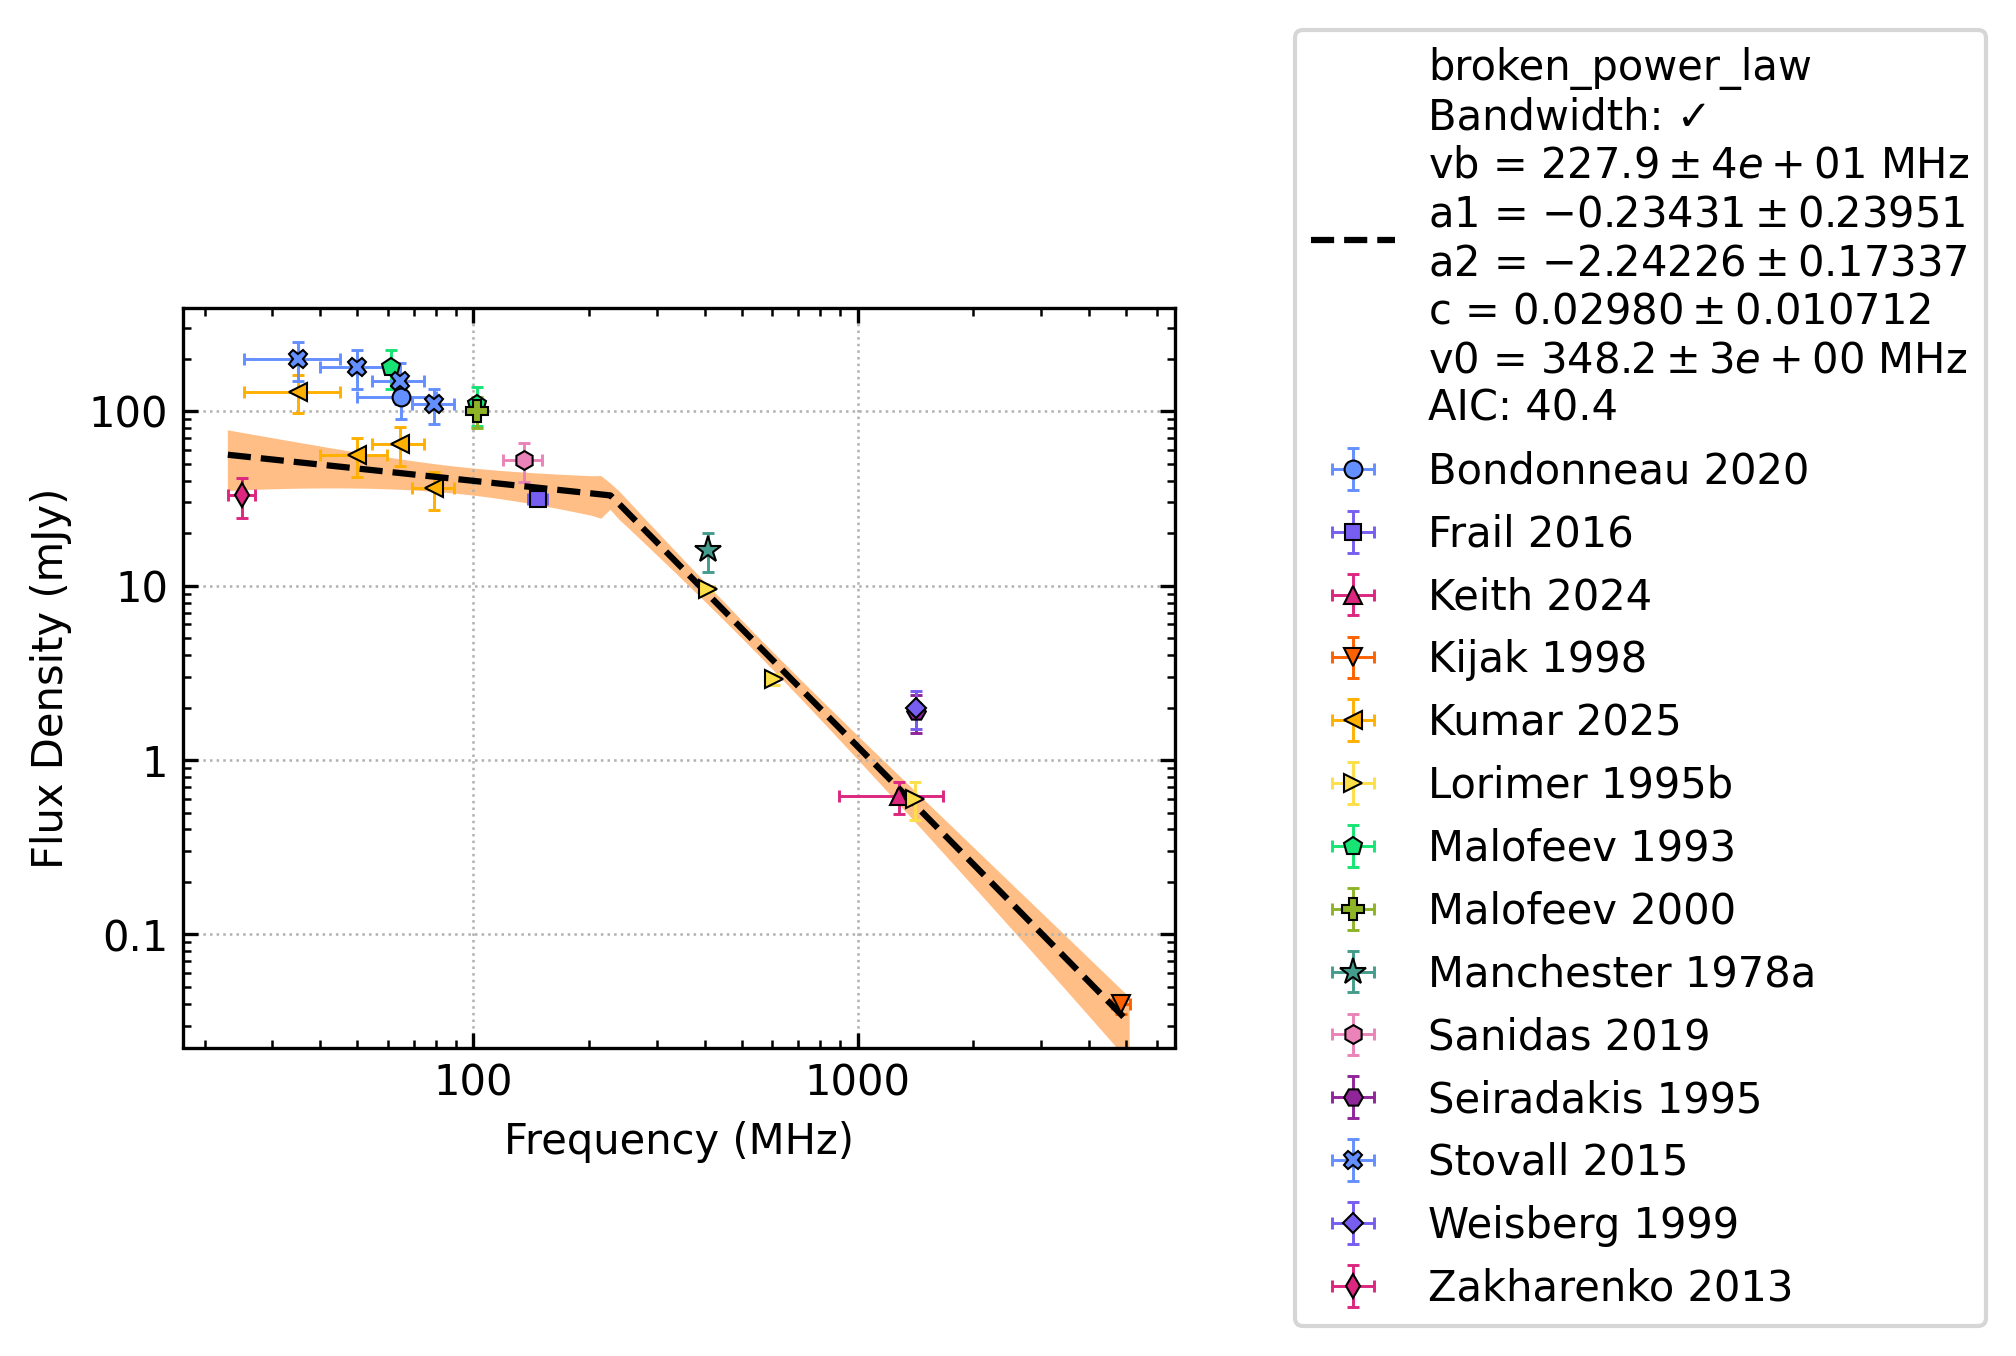 broken_power_law
Bandwidth: ✓
vb = 227.9 ± 4e + 01 MHz
a1 = −0.23431 ± 0.23951
a2 = −2.24226 ± 0.17337
c = 0.02980 ± 0.010712
v0 = 348.2 ± 3e + 00 MHz
AIC: 40.4
Bondonneau 2020
Frail 2016
Keith 2024
Kijak 1998
Kumar 2025
Lorimer 1995b
Malofeev 1993
Malofeev 2000
Manchester 1978a
Sanidas 2019
Seiradakis 1995
Stovall 2015
Weisberg 1999
Zakharenko 2013
Flux Density (mJy)
100
10
1
0.1
100
1000
Frequency (MHz)